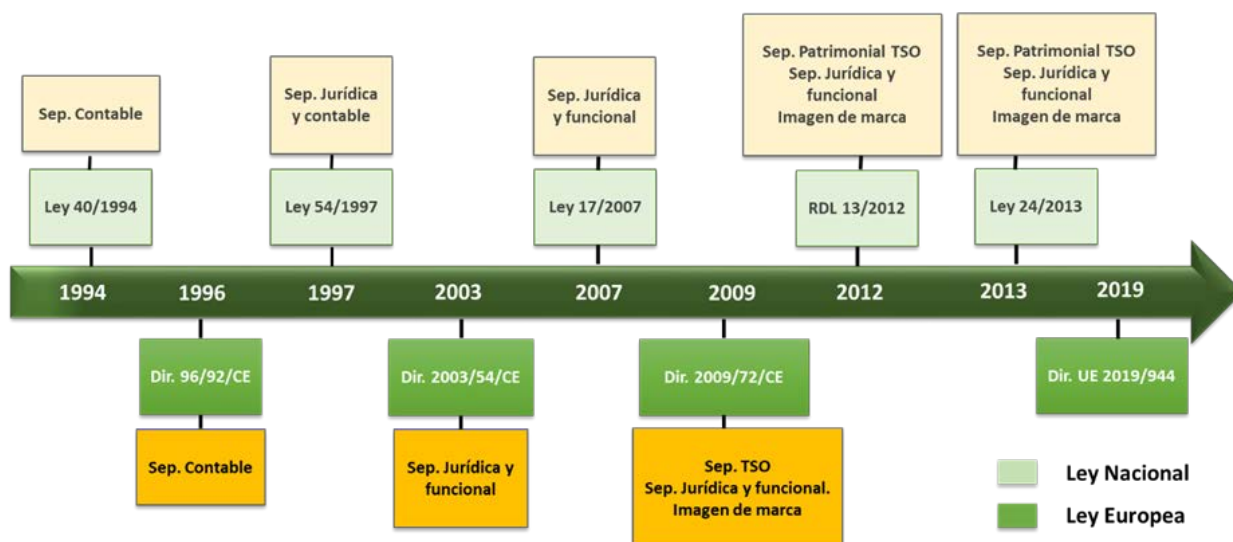 Sep. Contable
Sep. Jurídica
y contable
Sep. Jurídica
y funcional
Sep. Patrimonial TSO
Sep. Jurídica y
funcional
Imagen de marca
Sep. Patrimonial TSO
Sep. Jurídica y
funcional
Imagen de marca
Ley 40/1994
Ley 54/1997
Ley 17/2007
RDL 13/2012
Ley 24/2013
1994
1996
1997
2003
2007
2009
2012
2013
2019
Dir. 96/92/CE
Dir. 2003/54/CE
Dir. 2009/72/CE
Dir. UE 2019/944
Sep. Contable
Sep. Jurídica y
funcional
Sep. TSO
Sep. Jurídica y funcional.
Imagen de marca
Ley Nacional
Ley Europea